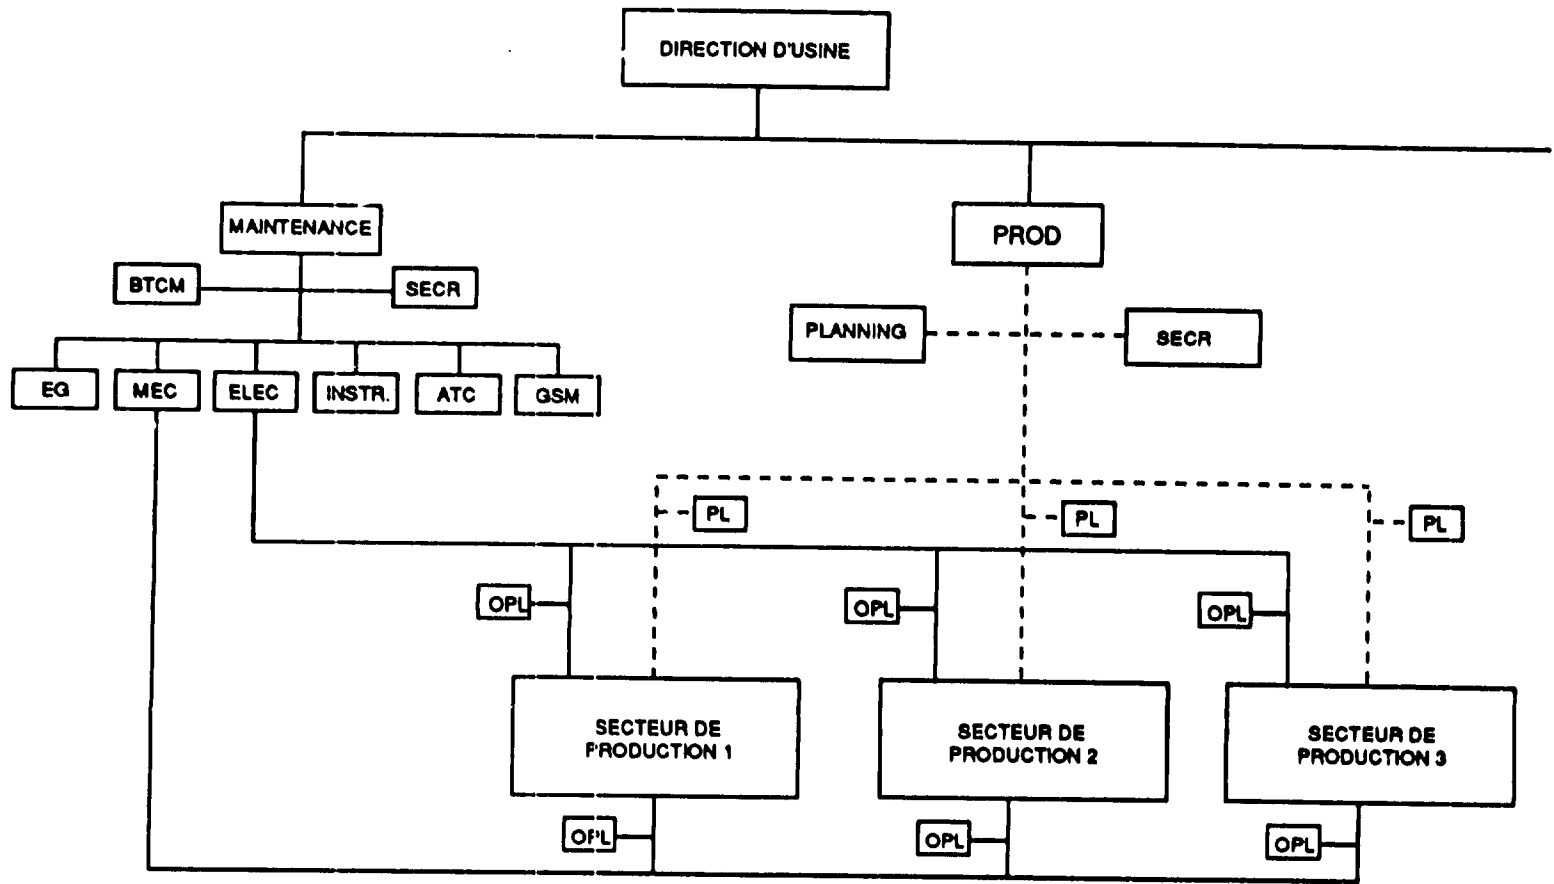 DIRECTION D'USINE
MAINTENANCE
PROD
BTCM
SECR
PLANNING
SECR
EG
MEC
ELEC
INSTR.
ATC
GSM
PL
PL
PL
OPL
OPL
OPL
SECTEUR DE
PRODUCTION 1
SECTEUR DE
PRODUCTION 2
SECTEUR DE
PRODUCTION 3
OPL
OPL
OPL